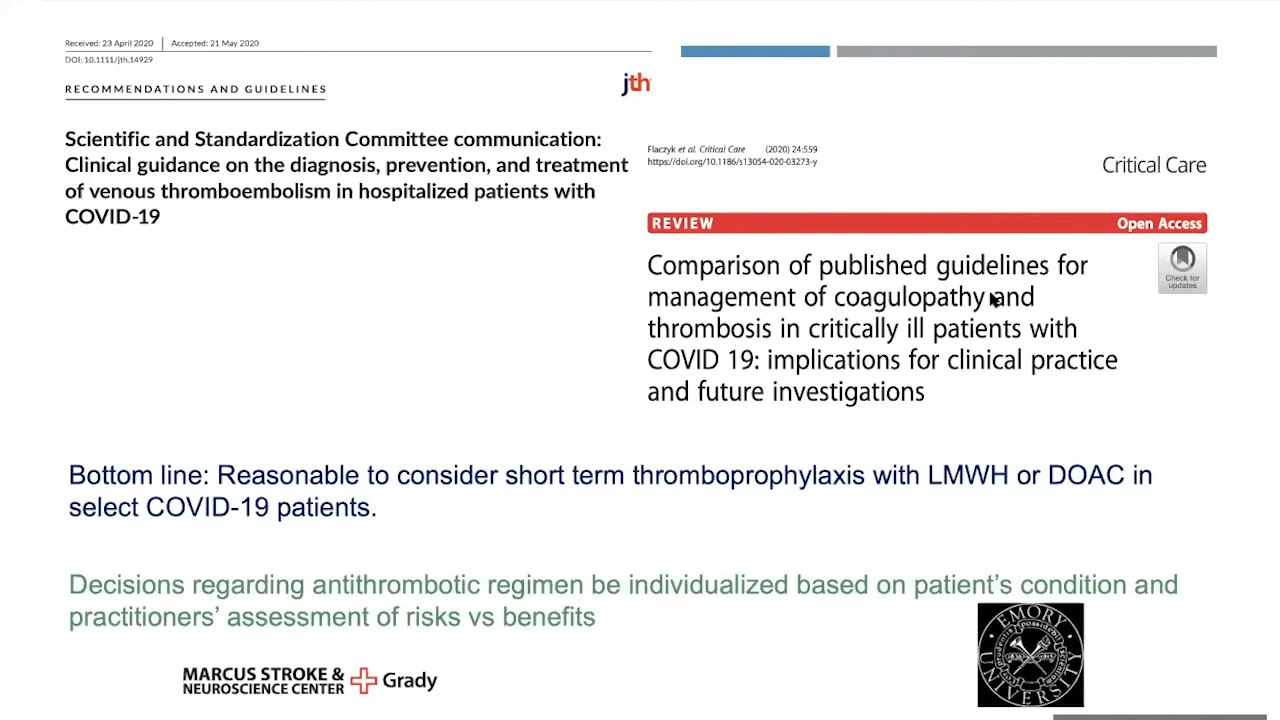 Received: 23 April 2020 | Accepted: 21 May 2020
DOI: 10.1111/jth.14929
RECOMMENDATIONS AND GUIDELINES
jth
Scientific and Standardization Committee communication:
Clinical guidance on the diagnosis, prevention, and treatment
of venous thromboembolism in hospitalized patients with
COVID-19
Flaczyk et al. Critical Care (2020) 24:559
https://doi.org/10.1186/s13054-020-03273-y
Critical Care
REVIEW Open Access
Check for
updates
Comparison of published guidelines for
management of coagulopathy and
thrombosis in critically ill patients with
COVID 19: implications for clinical practice
and future investigations
Bottom line: Reasonable to consider short term thromboprophylaxis with LMWH or DOAC in
select COVID-19 patients.
Decisions regarding antithrombotic regimen be individualized based on patient's condition and
practitioners' assessment of risks vs benefits
MARCUS STROKE &
NEUROSCIENCE CENTER
Grady
EMORY
UNIVERSITY